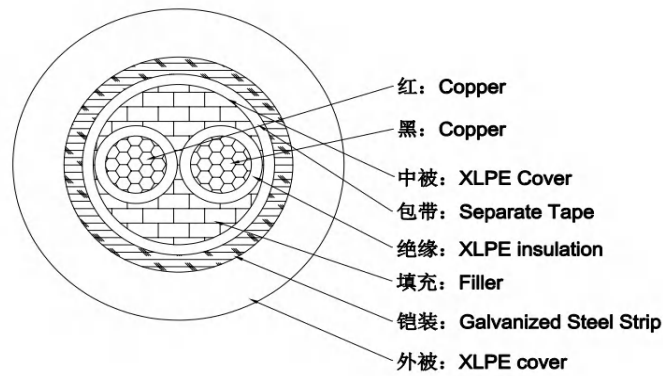 红：Copper
黑：Copper
中被：XLPE Cover
包带：Separate Tape
绝缘：XLPE insulation
填充：Filler
铠装：Galvanized Steel Strip
外被：XLPE cover